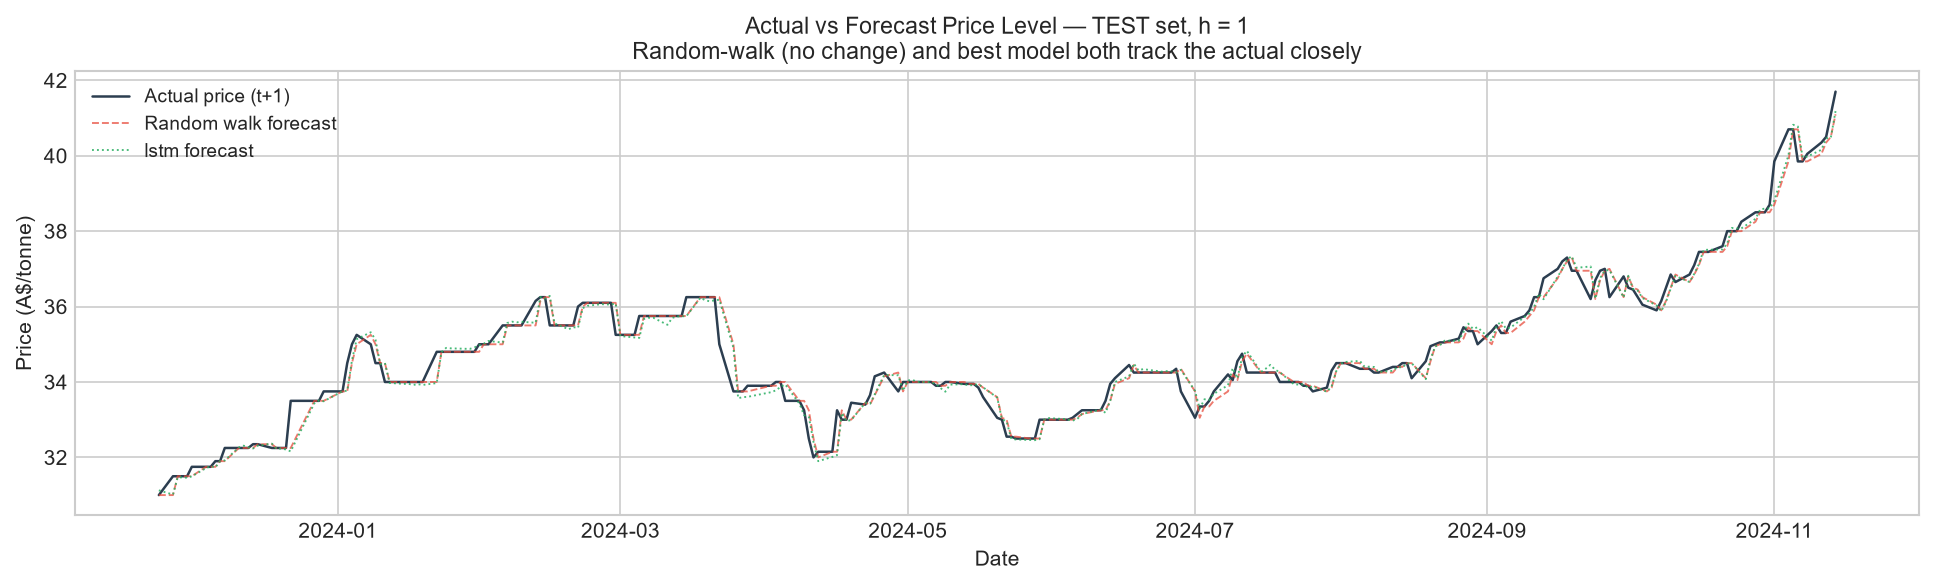 Actual vs Forecast Price Level — TEST set, h = 1
Random-walk (no change) and best model both track the actual closely
42
40
38
36
34
32
Price (A$/tonne)
Actual price (t+1)
Random walk forecast
lstm forecast
2024-01
2024-03
2024-05
2024-07
2024-09
2024-11
Date